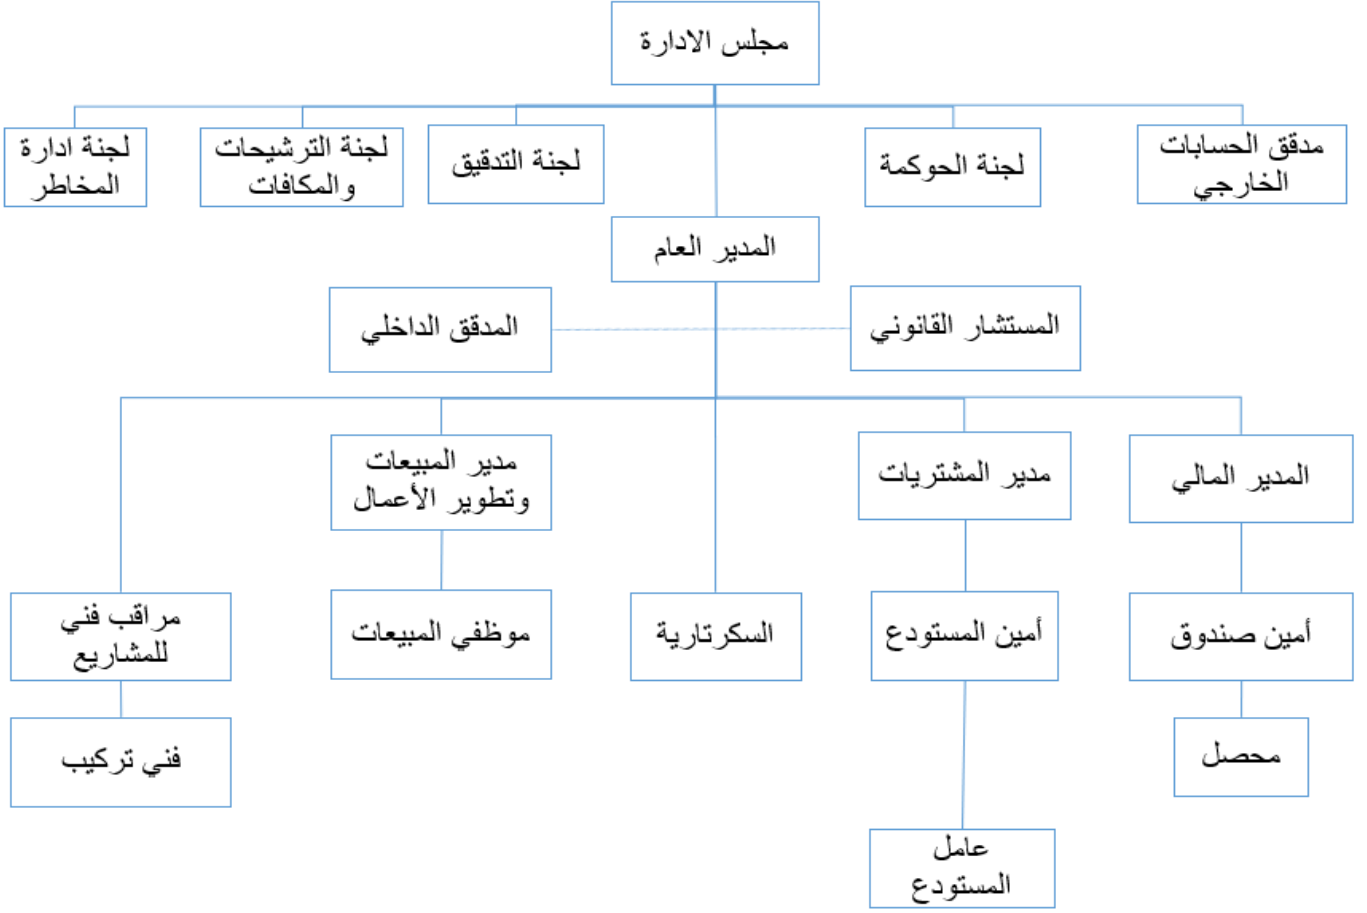 مجلس الادارة
مدقق الحسابات
الخارجي
لجنة الحوكمة
لجنة التدقيق
لجنة الترشيحات
والمكافات
لجنة ادارة
المخاطر
المدير العام
المستشار القانوني
المدقق الداخلي
المدير المالي
مدير المشتريات
مدير المبيعات
وتطوير الأعمال
أمين صندوق
أمين المستودع
السكرتارية
موظفي المبيعات
مراقب فني
للمشاريع
محصل
فني تركيب
عامل
المستودع